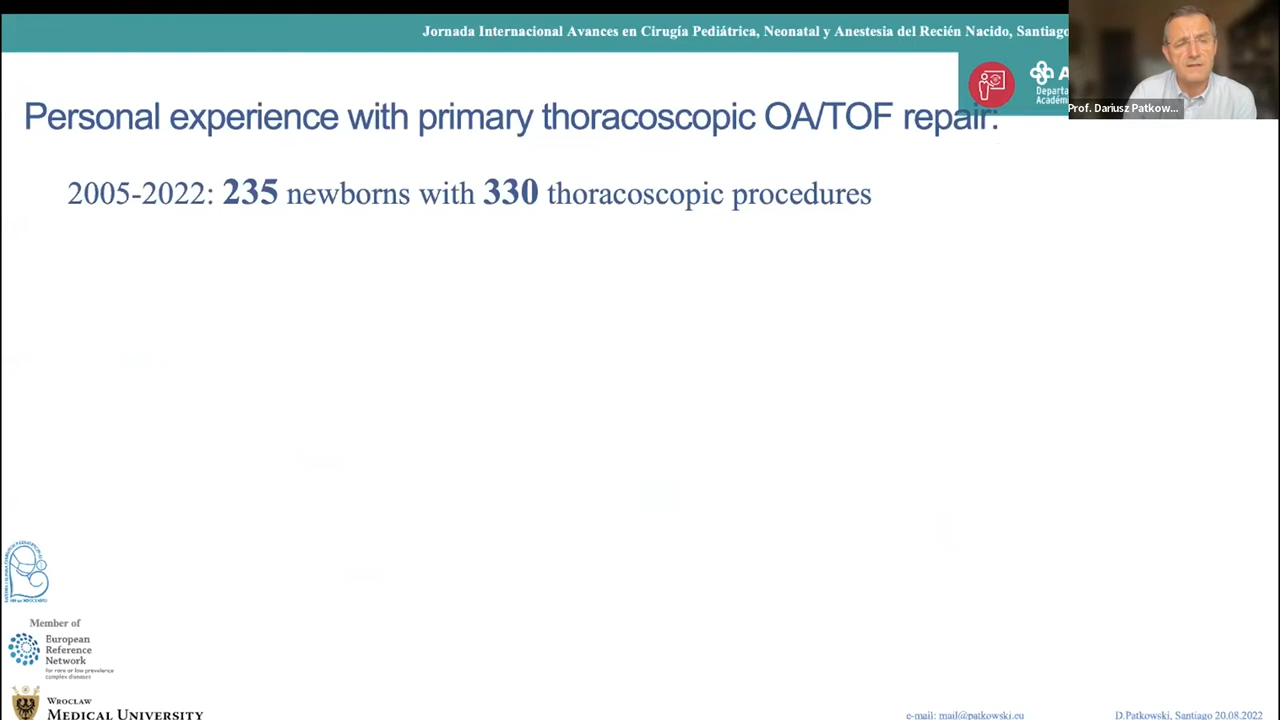 Jornada Internacional Avances en Cirugía Pediátrica, Neonatal y Anestesia del Recién Nacido, Santiago
Prof. Dariusz Patkow...
Personal experience with primary thoracoscopic OA/TOF repair:
2005-2022: 235 newborns with 330 thoracoscopic procedures
Member of
European
Reference
Network
for rare or low prevalence
complex diseases
WROCLAW
MEDICAL UNIVERSITY
e-mail: mail@patkowski.eu
D.Patkowski, Santiago 20.08.2022